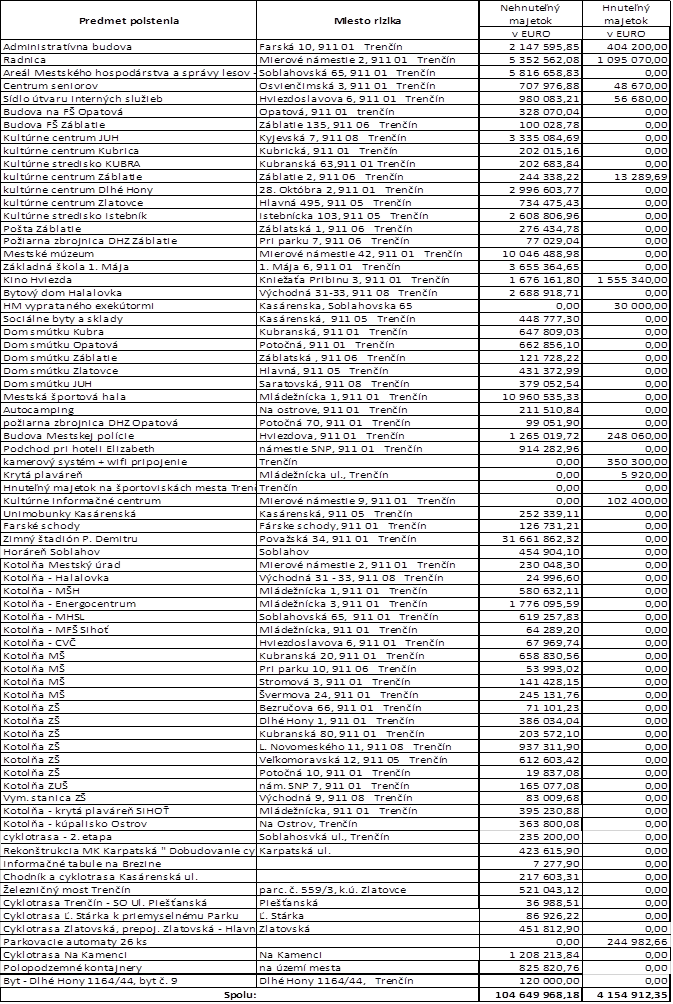 Predmet poistenia Miesto rizika Nehnuteľný majetok Hnuteľný majetok
v EURO v EURO
Administratívna budova Farská 10, 911 01 Trenčín 2 147 595,85 404 200,00
Radnica Mierové námestie 2, 911 01 Trenčín 5 352 562,08 1 095 070,00
Areál Mestského hospodárstva a správy lesov - Soblahovská 65, 911 01 Trenčín 5 816 658,83 0,00
Centrum seniorov Osvienčimská 3, 911 01 Trenčín 707 976,88 48 670,00
Sídlo útvaru interných služieb Hviezdoslavova 6, 911 01 Trenčín 980 083,21 56 680,00
Budova na FŠ Opatová Opatová, 911 01 trenčín 328 070,04 0,00
Budova FŠ Záblatie Záblatie 135, 911 06 Trenčín 100 028,78 0,00
Kultúrne centrum JUH Kyjevská 7, 911 08 Trenčín 3 335 084,69 0,00
kultúrne centrum Kubrica Kubrická, 911 01 Trenčín 202 015,16 0,00
Kultúrne stredisko KUBRA Kubranská 63,911 01 Trenčín 202 683,84 0,00
kultúrne centrum Záblatie Záblatie 2, 911 06 Trenčín 244 338,22 13 289,69
kultúrne centrum Dlhé Hony 28. Októbra 2, 911 01 Trenčín 2 996 603,77 0,00
kultúrne centrum Zlatovce Hlavná 495, 911 05 Trenčín 734 475,43 0,00
Kultúrne stredisko Istebník Istebnícka 103, 911 05 Trenčín 2 608 806,96 0,00
Pošta Záblatie Záblatská 1, 911 06 Trenčín 276 434,78 0,00
Požiarna zbrojnica DHZ Záblatie Pri parku 7, 911 06 Trenčín 77 029,04 0,00
Mestské múzeum Mierové námestie 42, 911 01 Trenčín 10 046 488,98 0,00
Základná škola 1. Mája 1. Mája 6, 911 01 Trenčín 3 655 364,65 0,00
Kino Hviezda Kniežaťa Pribinu 3, 911 01 Trenčín 1 676 161,80 1 555 340,00
Bytový dom Halalovka Východná 31-33, 911 08 Trenčín 2 688 918,71 0,00
HM vyprataného exekútormi Kasárenska, Soblahovska 65 0,00 30 000,00
Sociálne byty a sklady Kasárenská, 911 05 Trenčín 448 777,30 0,00
Dom smútku Kubra Kubranská, 911 01 Trenčín 647 809,03 0,00
Dom smútku Opatová Potočná, 911 01 Trenčín 662 856,10 0,00
Dom smútku Záblatie Záblatská , 911 06 Trenčín 121 728,22 0,00
Dom smútku Zlatovce Hlavná, 911 05 Trenčín 431 372,99 0,00
Dom smútku JUH Saratovská, 911 08 Trenčín 379 052,54 0,00
Mestská športová hala Mládežnícka 1, 911 01 Trenčín 10 960 535,33 0,00
Autocamping Na ostrove, 911 01 Trenčín 211 510,84 0,00
požiarna zbrojnica DHZ Opatová Potočná 70, 911 01 Trenčín 99 051,90 0,00
Budova Mestskej polície Hviezdova, 911 01 Trenčín 1 265 019,72 248 060,00
Podchod pri hoteli Elizabeth námestie SNP, 911 01 Trenčín 914 282,96 0,00
kamerový systém + wifi pripojenie Trenčín 0,00 350 300,00
Krytá plaváreň Mládežnícka ul., Trenčín 0,00 5 920,00
Hnuteľný majetok na športoviskách mesta Tren Trenčín 0,00 0,00
Kultúrne informačné centrum Mierové námestie 9, 911 01 Trenčín 0,00 102 400,00
Unimobunky Kasárenská Kasárenská, 911 05 Trenčín 252 339,11 0,00
Farské schody Fárske schody, 911 01 Trenčín 126 731,21 0,00
Zimný štadión P. Demitru Považská 34, 911 01 Trenčín 31 661 862,32 0,00
Horáreň Soblahov Soblahov 454 904,10 0,00
Kotolňa Mestský úrad Mierové námestie 2, 911 01 Trenčín 230 048,30 0,00
Kotolňa - Halalovka Východná 31 - 33, 911 08 Trenčín 24 996,60 0,00
Kotolňa - MŠH Mládežnícka 1, 911 01 Trenčín 580 632,11 0,00
Kotolňa - Energocentrum Mládežnícka 3, 911 01 Trenčín 1 776 095,59 0,00
Kotolňa - MHSL Soblahovská 65, 911 01 Trenčín 619 257,83 0,00
Kotolňa - MFŠ Sihoť Mládežnícka, 911 01 Trenčín 64 289,20 0,00
Kotolňa - CVČ Hviezdoslavova 6, 911 01 Trenčín 67 969,74 0,00
Kotolňa MŠ Kubranská 20, 911 01 Trenčín 658 830,56 0,00
Kotolňa MŠ Pri parku 10, 911 06 Trenčín 53 993,02 0,00
Kotolňa MŠ Stromová 3, 911 01 Trenčín 141 428,15 0,00
Kotolňa MŠ Švermova 24, 911 01 Trenčín 245 131,76 0,00
Kotolňa ZŠ Bezručova 66, 911 01 Trenčín 71 101,23 0,00
Kotolňa ZŠ Dlhé Hony 1, 911 01 Trenčín 386 034,04 0,00
Kotolňa ZŠ Kubranská 80, 911 01 Trenčín 203 572,10 0,00
Kotolňa ZŠ L. Novomeského 11, 911 08 Trenčín 937 311,90 0,00
Kotolňa ZŠ Veľkomoravská 12, 911 05 Trenčín 612 603,42 0,00
Kotolňa ZŠ Potočná 10, 911 01 Trenčín 19 837,08 0,00
Kotolňa ZUŠ nám. SNP 7, 911 01 Trenčín 165 077,08 0,00
Vym. stanica ZŠ Východná 9, 911 08 Trenčín 83 009,68 0,00
Kotolňa - krytá plaváreň SIHOŤ Mládežnícka, 911 01 Trenčín 395 230,88 0,00
Kotolňa - kúpalisko Ostrov Na Ostrov, Trenčín 363 800,08 0,00
cyklotrasa - 2. etapa Soblahosvká ul., Trenčín 235 200,00 0,00
Rekonštrukcia MK Karpatská " Dobudovanie cy Karpatská ul. 423 615,90 0,00
Informačné tabule na Brezine 7 277,90 0,00
Chodník a cyklotrasa Kasárenská ul. 217 603,31 0,00
Železničný most Trenčín parc. č. 559/3, k.ú. Zlatovce 521 043,12 0,00
Cyklotrasa Trenčín - SO Ul. Piešťanská Piešťanská 36 988,51 0,00
Cyklotrasa Ľ. Stárka k priemyselnému Parku Ľ. Stárka 86 926,22 0,00
Cyklotrasa Zlatovská, prepoj. Zlatovská - Hlavn Zlatovská 451 812,90 0,00
Parkovacie automaty 26 ks 0,00 244 982,66
Cyklotrasa Na Kamenci Na Kamenci 1 208 213,84 0,00
Polopodzemné kontajnery na území mesta 825 820,76 0,00
Byt - Dlhé Hony 1164/44, byt č. 9 Dlhé Hony 1164/44, Trenčín 120 000,00 0,00
Spolu: 104 649 968,18 4 154 912,35